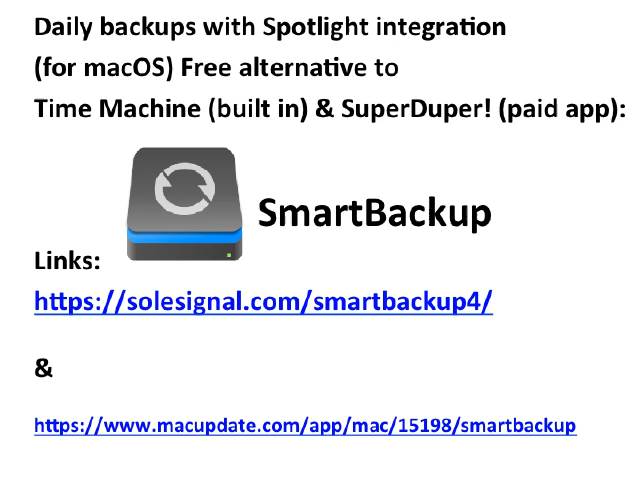 Daily backups with Spotlight integration
(for macOS) Free alternative to
Time Machine (built in) & SuperDuper! (paid app):
SmartBackup
Links:
https://solesignal.com/smartbackup4/
&
https://www.macupdate.com/app/mac/15198/smartbackup